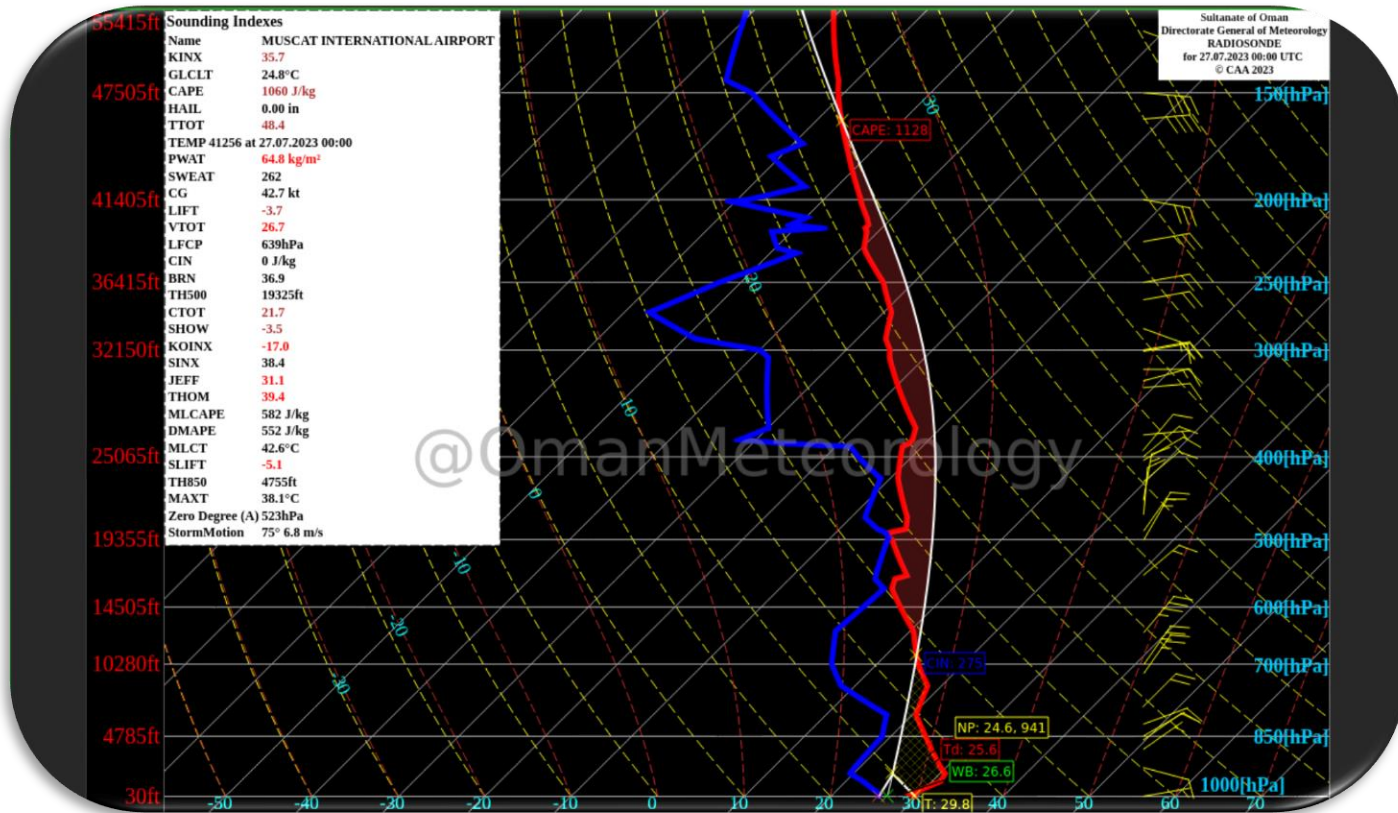 55415ft
47505ft
41405ft
36415ft
32150ft
25065ft
19355ft
14505ft
10280ft
4785ft
30ft
Sounding Indexes
Name MUSCAT INTERNATIONAL AIRPORT
KINX 35.7
GLCLT 24.8°C
CAPE 1060 J/kg
HAIL 0.00 in
TTOT 48.4
TEMP 41256 at 27.07.2023 00:00
PWAT 64.8 kg/m²
SWEAT 262
CG 42.7 kt
LIFT -3.7
VTOT 26.7
LFCP 639hPa
CIN 0 J/kg
BRN 36.9
TH500 19325ft
CTOT 21.7
SHOW -3.5
KOINX -17.0
SINX 38.4
JEFF 31.1
THOM 39.4
MLCAPE 582 J/kg
DMAPE 552 J/kg
MLCT 42.6°C
SLIFT -5.1
TH850 4755ft
MAXT 38.1°C
Zero Degree (A) 523hPa
StormMotion 75° 6.8 m/s
Sultanate of Oman
Directorate General of Meteorology
RADIOSONDE
for 27.07.2023 00:00 UTC
© CAA 2023
150[hPa]
200[hPa]
250[hPa]
300[hPa]
400[hPa]
500[hPa]
600[hPa]
700[hPa]
850[hPa]
1000[hPa]
30
20
10
0
-10
-20
-30
CAPE: 1128
@OmanMeteorology
CIN: 275
NP: 24.6, 941
Td: 25.6
WB: 26.6
T: 29.8
-50 -40 -30 -20 -10 0 10 20 30 40 50 60 70